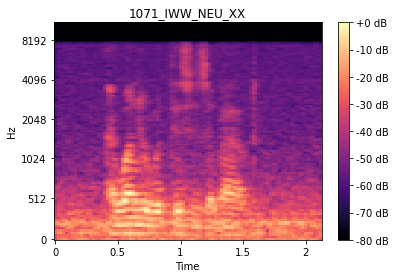 1071_IWW_NEU_XX
+0 dB
8192
-10 dB
4096
-20 dB
-30 dB
2048
Hz
-40 dB
1024
-50 dB
512
-60 dB
-70 dB
0
-80 dB
0 0.5 1 1.5 2
Time